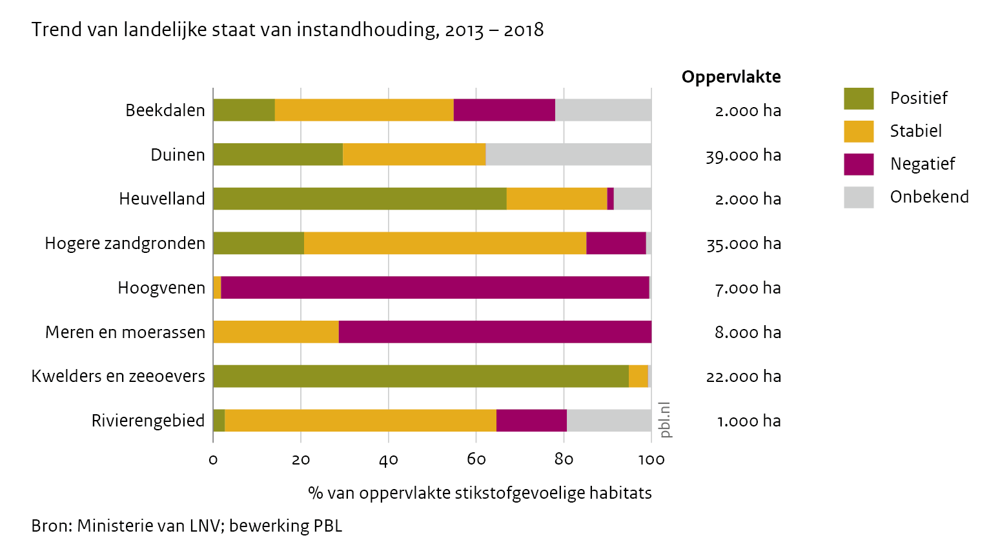 Trend van landelijke staat van instandhouding, 2013 – 2018
Oppervlakte
Beekdalen 2.000 ha
Duinen 39.000 ha
Heuvelland 2.000 ha
Hogere zandgronden 35.000 ha
Hoogvenen 7.000 ha
Meren en moerassen 8.000 ha
Kwelders en zeeoevers 22.000 ha
Rivierengebied 1.000 ha
Positief
Stabiel
Negatief
Onbekend
pbl.nl
0 20 40 60 80 100
% van oppervlakte stikstofgevoelige habitats
Bron: Ministerie van LNV; bewerking PBL